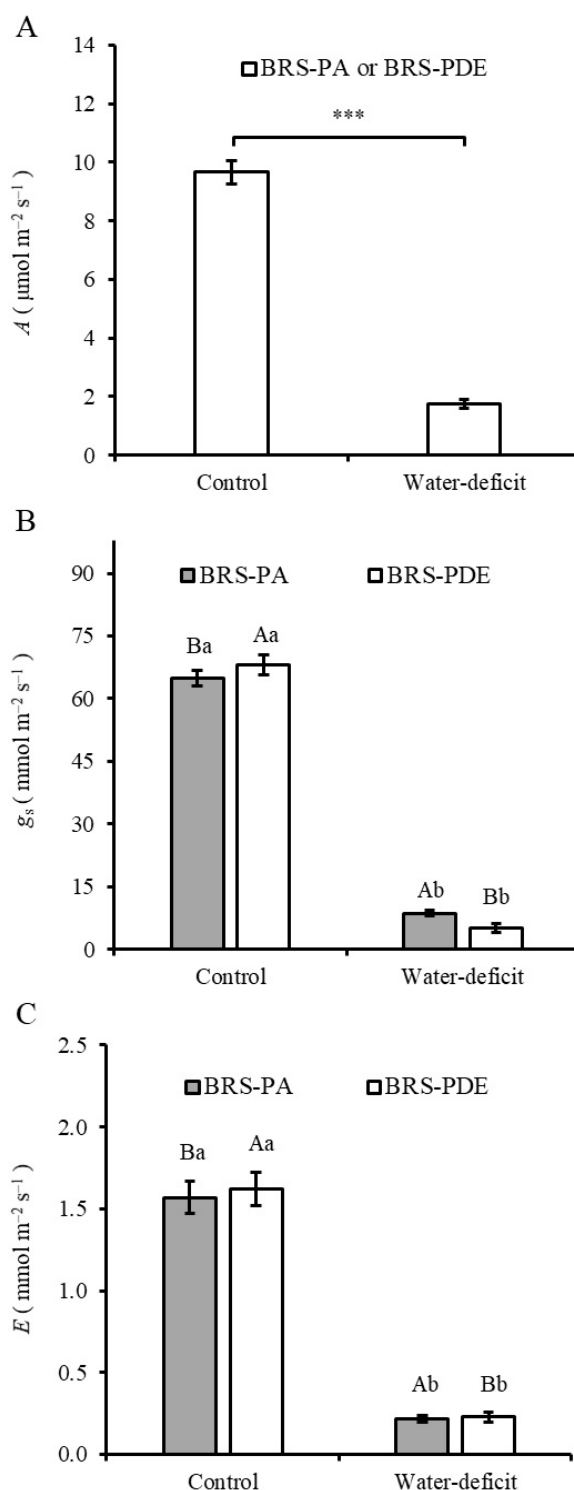 A
14
BRS-PA or BRS-PDE
12
***
10
8
6
4
2
0
A ( µmol m⁻² s⁻¹ )
Control Water-deficit
B
90
BRS-PA BRS-PDE
75
Ba Aa
60
45
30
15
Ab Bb
0
gₛ ( mmol m⁻² s⁻¹ )
Control Water-deficit
C
2.5
BRS-PA BRS-PDE
2.0
Ba Aa
1.5
1.0
0.5
Ab Bb
0.0
E ( mmol m⁻² s⁻¹ )
Control Water-deficit